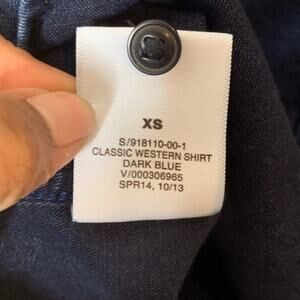 XS
S/918110-00-1
CLASSIC WESTERN SHIRT
DARK BLUE
V/000306965
SPR14, 10/13